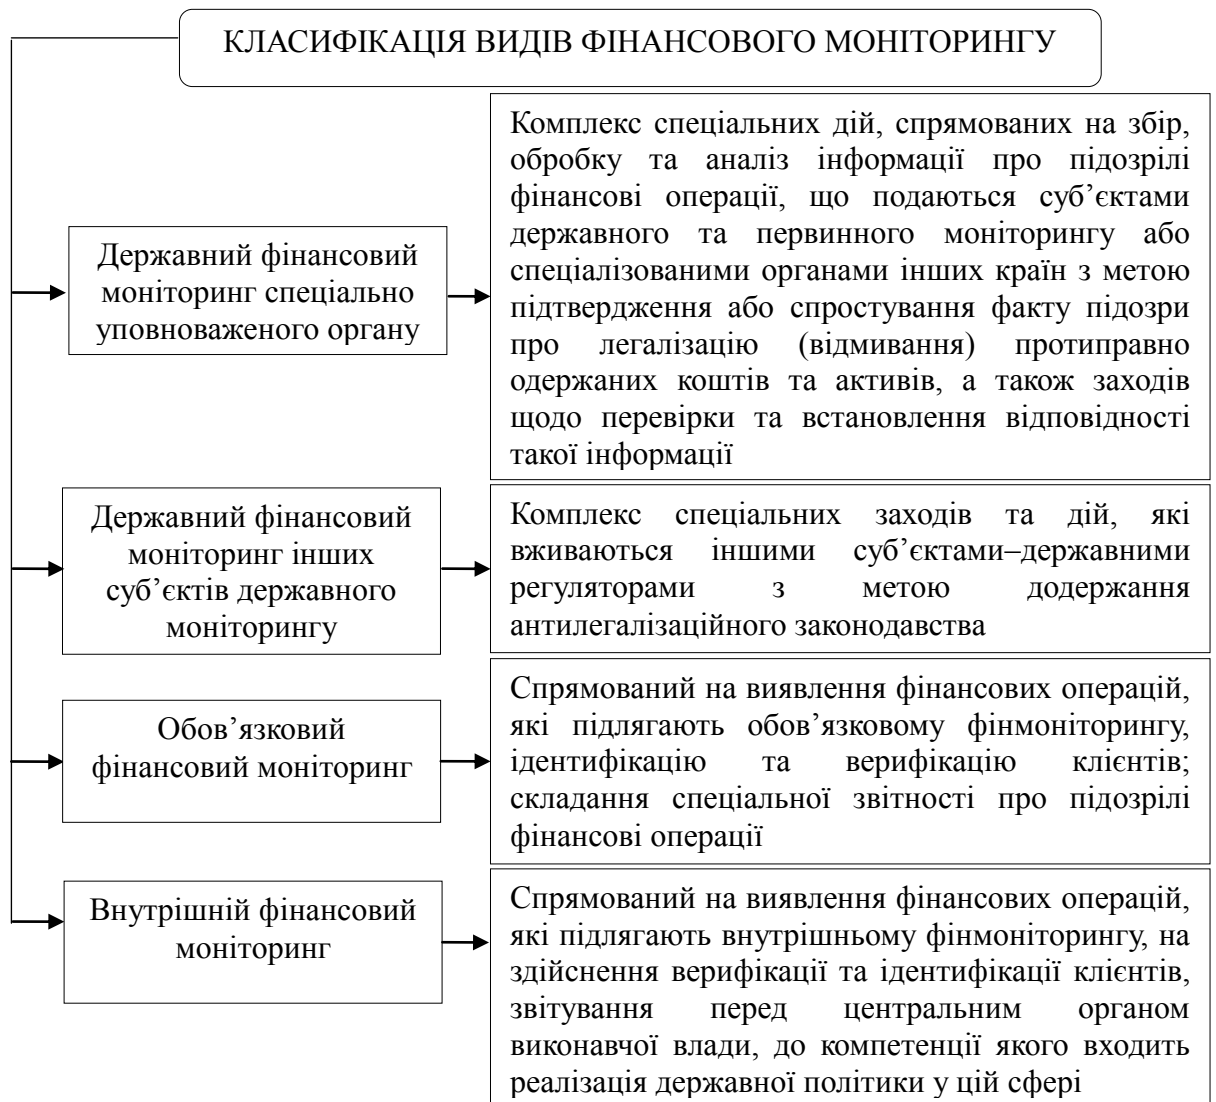 КЛАСИФІКАЦІЯ ВИДІВ ФІНАНСОВОГО МОНІТОРИНГУ
Державний фінансовий
моніторинг спеціально
уповноваженого органу
Комплекс спеціальних дій, спрямованих на збір,
обробку та аналіз інформації про підозрілі
фінансові операції, що подаються суб’єктами
державного та первинного моніторингу або
спеціалізованими органами інших країн з метою
підтвердження або спростування факту підозри
про легалізацію (відмивання) протиправно
одержаних коштів та активів, а також заходів
щодо перевірки та встановлення відповідності
такої інформації
Державний фінансовий
моніторинг інших
суб’єктів державного
моніторингу
Комплекс спеціальних заходів та дій, які
вживаються іншими суб’єктами–державними
регуляторами з метою додержання
антилегалізаційного законодавства
Обов’язковий
фінансовий моніторинг
Спрямований на виявлення фінансових операцій,
які підлягають обов’язковому фінмоніторингу,
ідентифікацію та верифікацію клієнтів;
складання спеціальної звітності про підозрілі
фінансові операції
Внутрішній фінансовий
моніторинг
Спрямований на виявлення фінансових операцій,
які підлягають внутрішньому фінмоніторингу, на
здійснення верифікації та ідентифікації клієнтів,
звітування перед центральним органом
виконавчої влади, до компетенції якого входить
реалізація державної політики у цій сфері